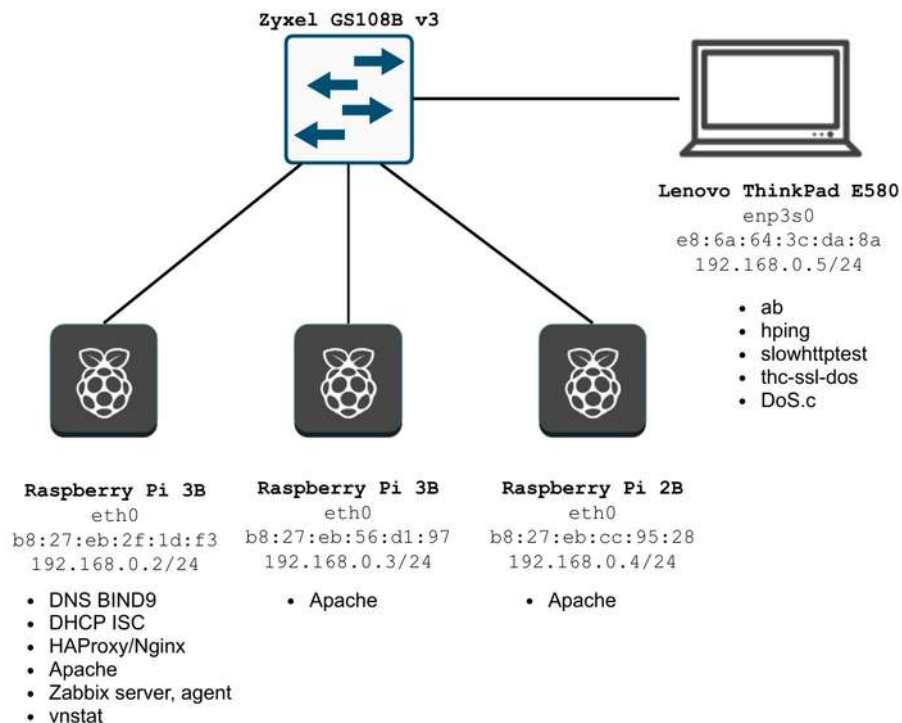 Zyxel GS108B v3
Lenovo ThinkPad E580
enp3s0
e8:6a:64:3c:da:8a
192.168.0.5/24
• ab
• hping
• slowhttptest
• thc-ssl-dos
• DoS.c
Raspberry Pi 3B
eth0
b8:27:eb:2f:1d:f3
192.168.0.2/24
• DNS BIND9
• DHCP ISC
• HAProxy/Nginx
• Apache
• Zabbix server, agent
• vnstat
Raspberry Pi 3B
eth0
b8:27:eb:56:d1:97
192.168.0.3/24
• Apache
Raspberry Pi 2B
eth0
b8:27:eb:cc:95:28
192.168.0.4/24
• Apache